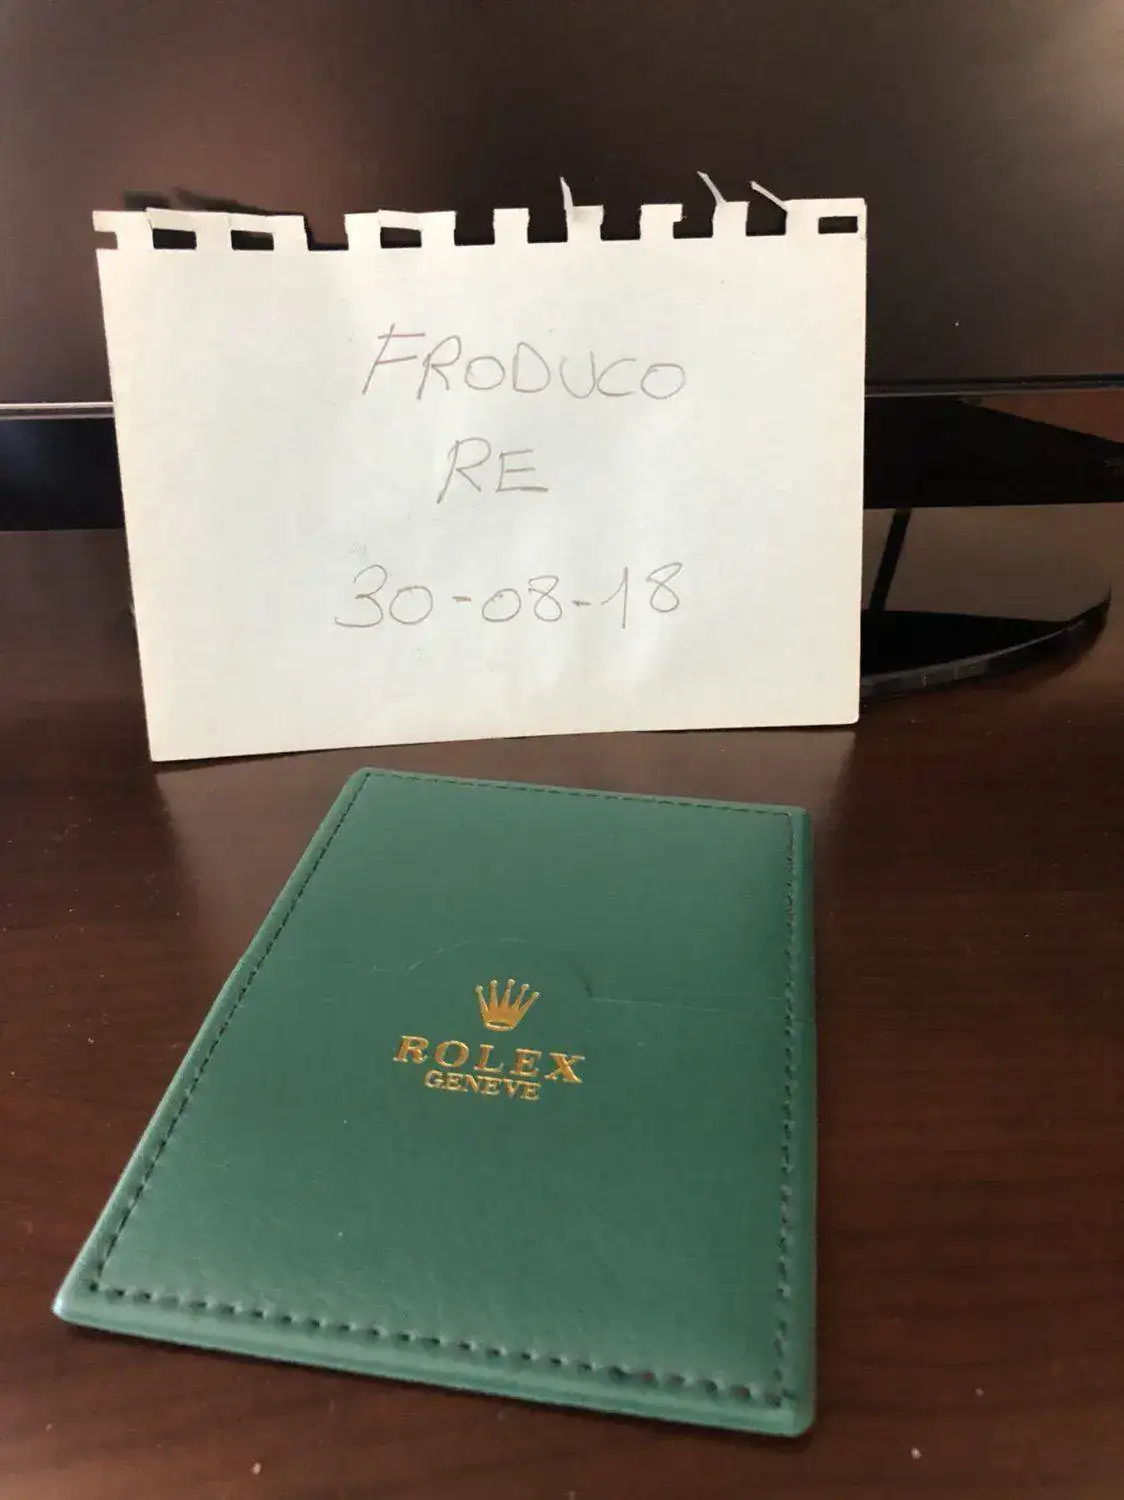 FRODUCO
RE
30-08-18
ROLEX
GENEVE